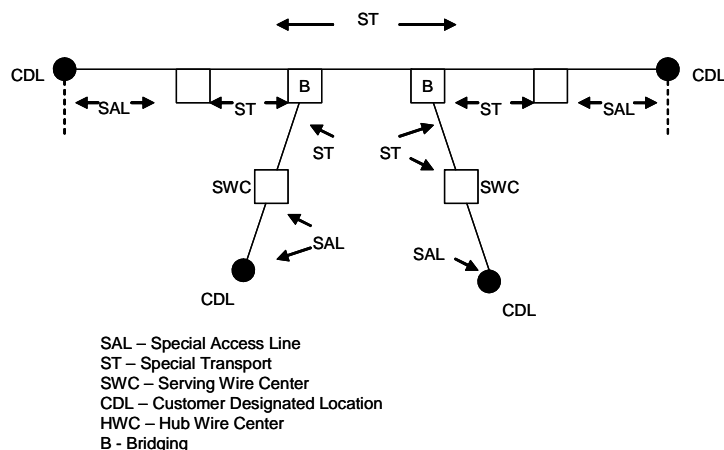 ST
CDL
B
B
CDL
SAL
ST
ST
SAL
ST
ST
SWC
SWC
SAL
SAL
CDL
CDL
SAL – Special Access Line
ST – Special Transport
SWC – Serving Wire Center
CDL – Customer Designated Location
HWC – Hub Wire Center
B - Bridging